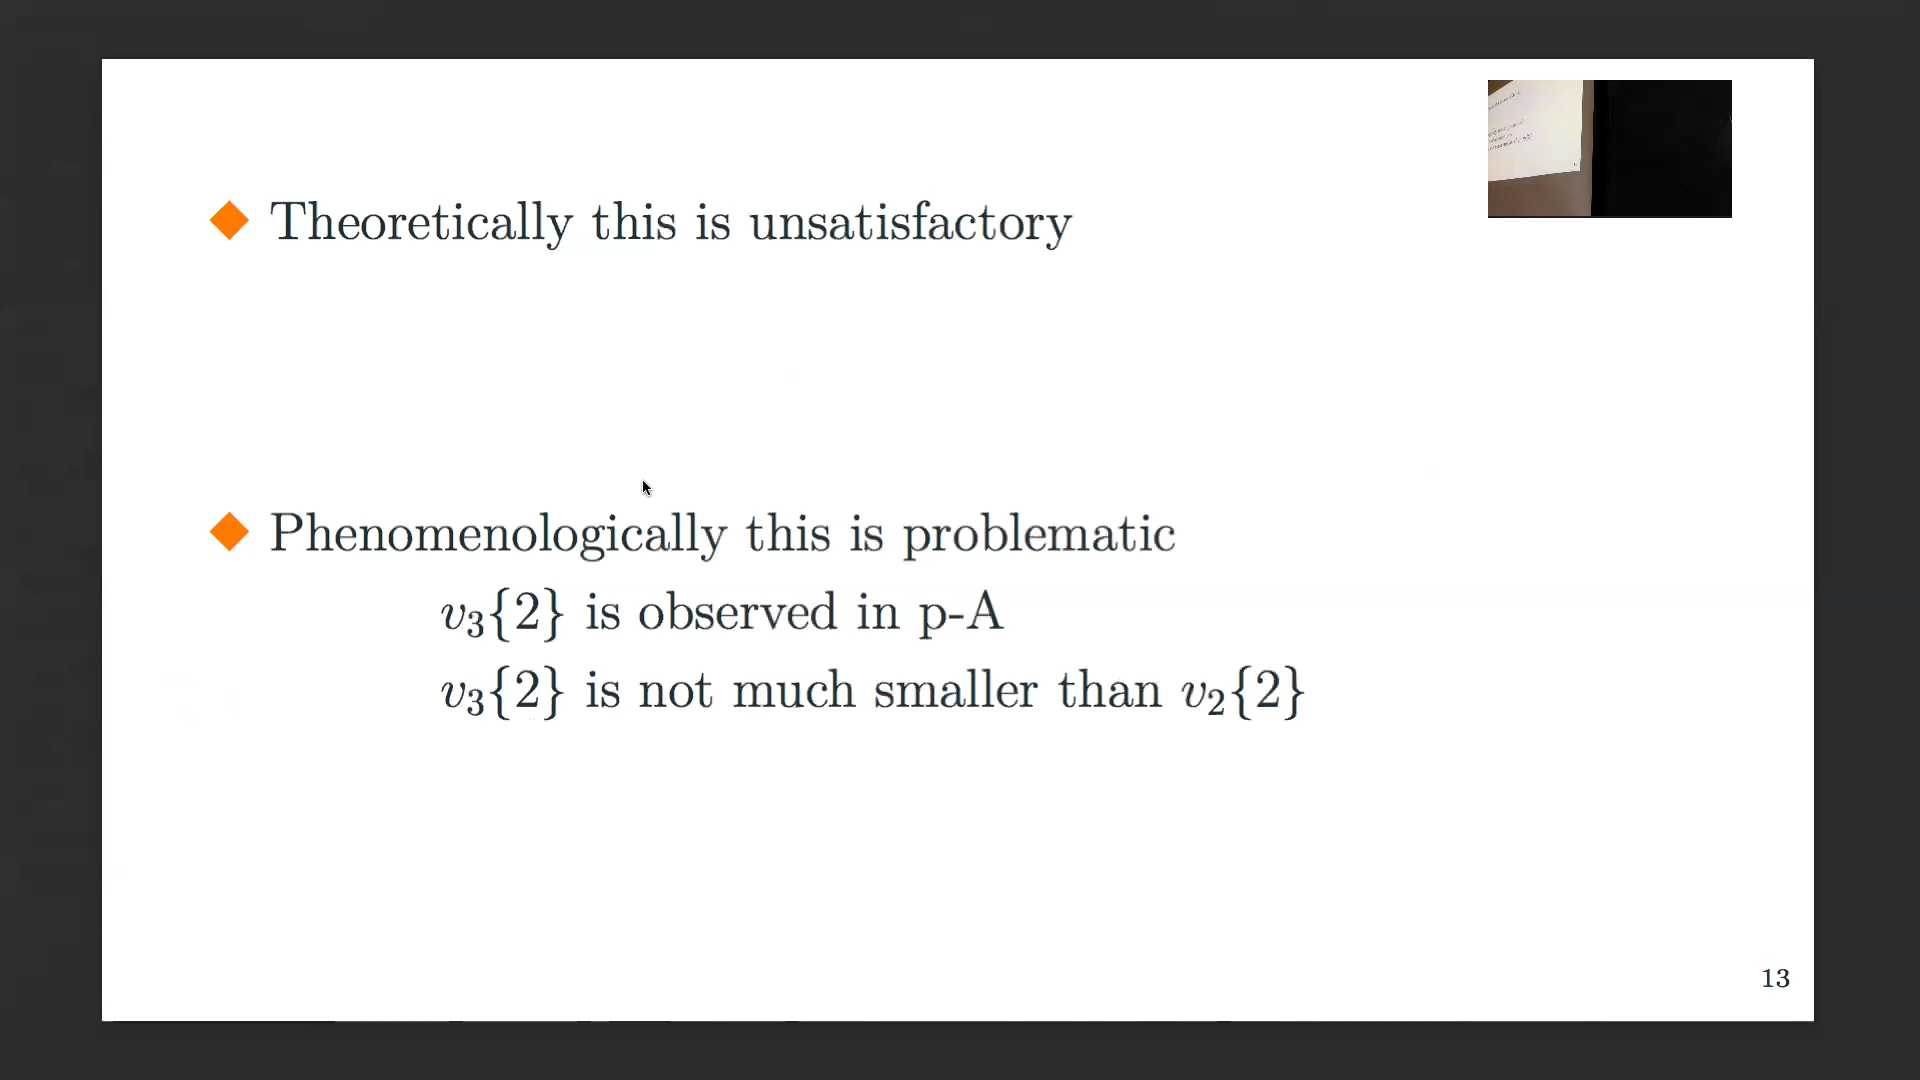 Theoretically this is unsatisfactory
Phenomenologically this is problematic
v₃{2} is observed in p-A
v₃{2} is not much smaller than v₂{2}
13